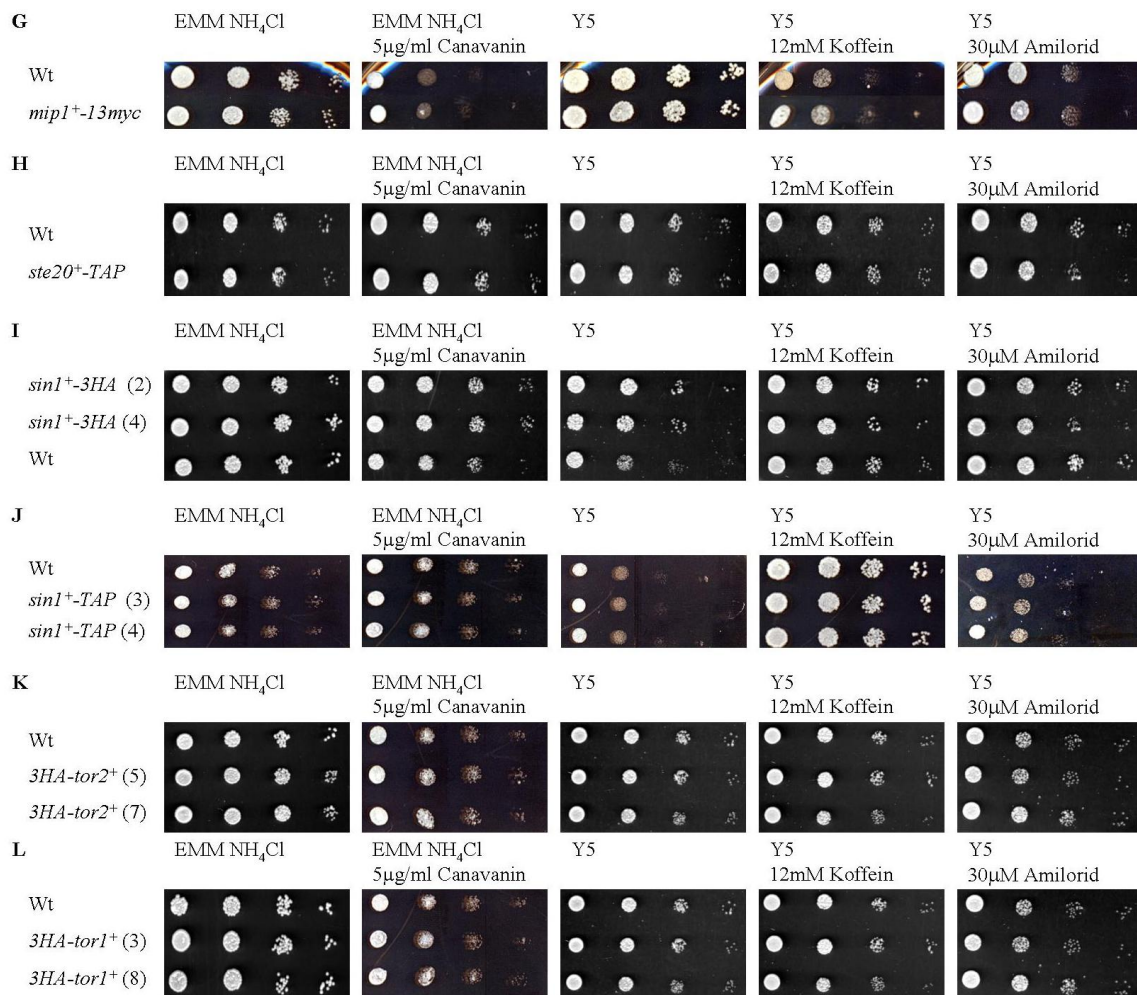 G EMM NH₄Cl EMM NH₄Cl Y5 Y5 Y5
5µg/ml Canavanin 12mM Koffein 30µM Amilorid
Wt
mip1⁺-13myc
H EMM NH₄Cl EMM NH₄Cl Y5 Y5 Y5
5µg/ml Canavanin 12mM Koffein 30µM Amilorid
Wt
ste20⁺-TAP
I EMM NH₄Cl EMM NH₄Cl Y5 Y5 Y5
5µg/ml Canavanin 12mM Koffein 30µM Amilorid
sin1⁺-3HA (2)
sin1⁺-3HA (4)
Wt
J EMM NH₄Cl EMM NH₄Cl Y5 Y5 Y5
5µg/ml Canavanin 12mM Koffein 30µM Amilorid
Wt
sin1⁺-TAP (3)
sin1⁺-TAP (4)
K EMM NH₄Cl EMM NH₄Cl Y5 Y5 Y5
5µg/ml Canavanin 12mM Koffein 30µM Amilorid
Wt
3HA-tor2⁺ (5)
3HA-tor2⁺ (7)
L EMM NH₄Cl EMM NH₄Cl Y5 Y5 Y5
5µg/ml Canavanin 12mM Koffein 30µM Amilorid
Wt
3HA-tor1⁺ (3)
3HA-tor1⁺ (8)